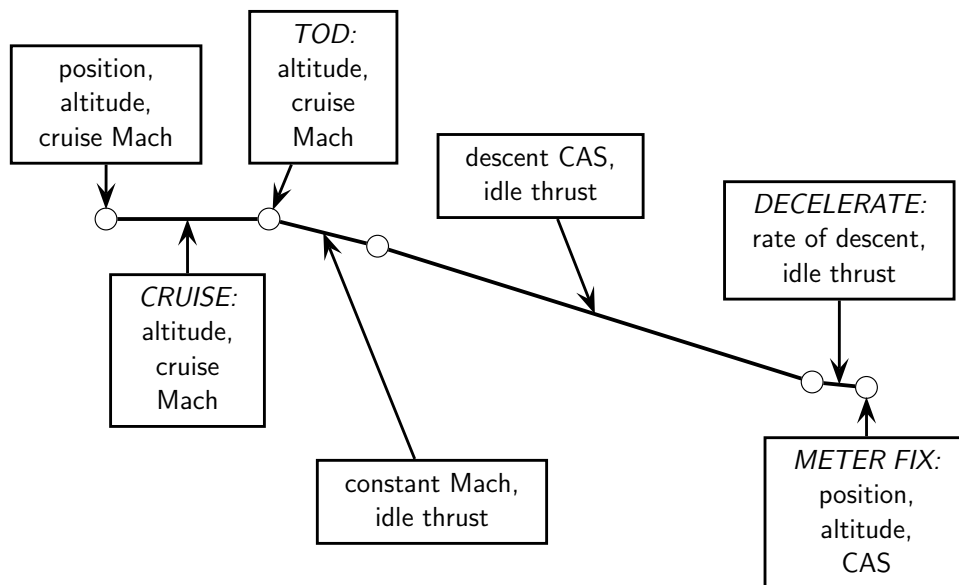 position,
altitude,
cruise Mach
TOD:
altitude,
cruise
Mach
descent CAS,
idle thrust
DECELERATE:
rate of descent,
idle thrust
CRUISE:
altitude,
cruise
Mach
constant Mach,
idle thrust
METER FIX:
position,
altitude,
CAS